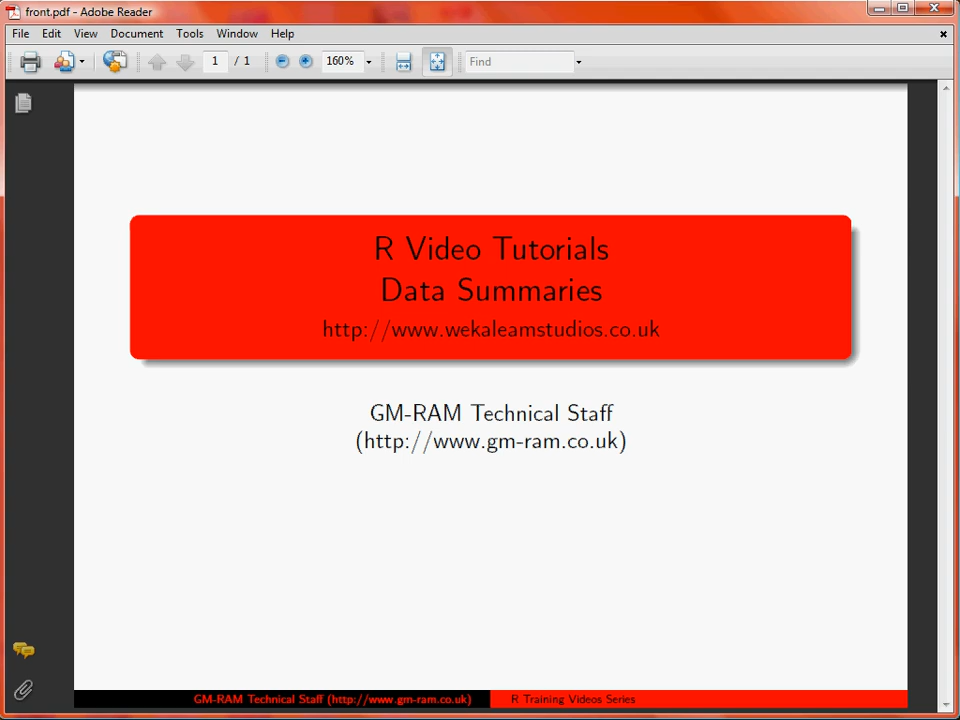 front.pdf - Adobe Reader
File Edit View Document Tools Window Help
1 / 1 160% Find
R Video Tutorials
Data Summaries
http://www.wekaleamstudios.co.uk
GM-RAM Technical Staff
(http://www.gm-ram.co.uk)
GM-RAM Technical Staff (http://www.gm-ram.co.uk) R Training Videos Series